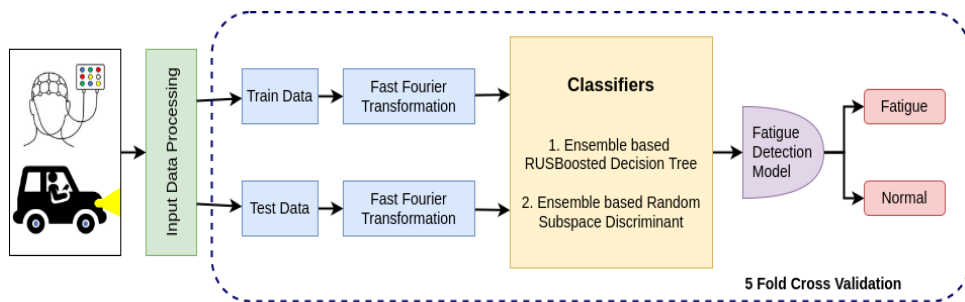 Input Data Processing
Train Data
Fast Fourier
Transformation
Test Data
Fast Fourier
Transformation
Classifiers
1. Ensemble based
RUSBoosted Decision Tree
2. Ensemble based Random
Subspace Discriminant
Fatigue
Detection
Model
Fatigue
Normal
5 Fold Cross Validation